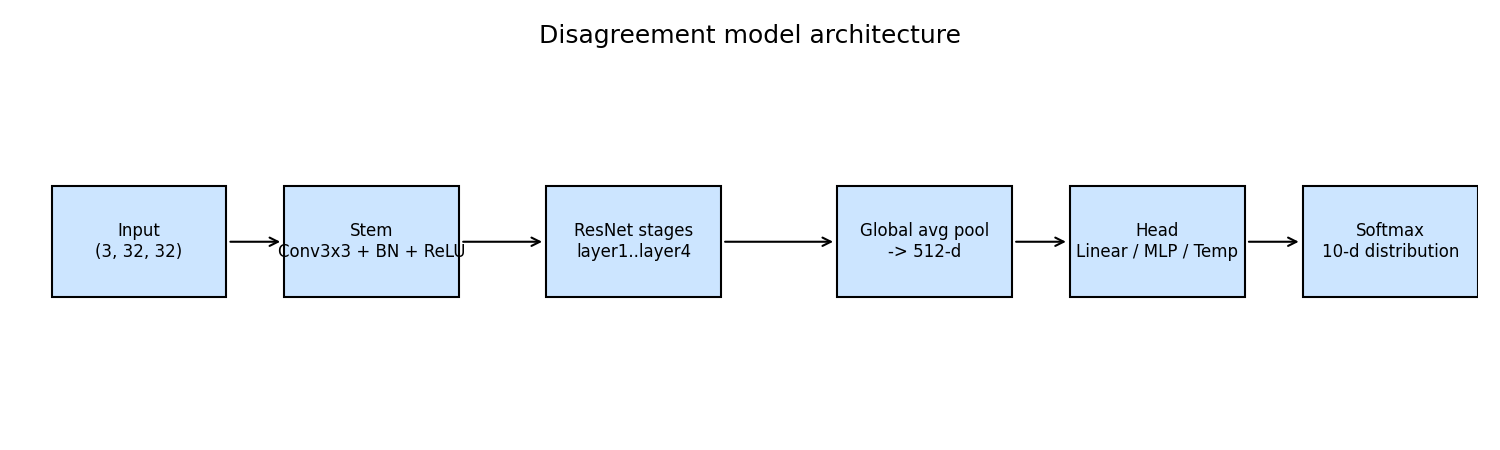 Disagreement model architecture
Input
(3, 32, 32)
Stem
Conv3x3 + BN + ReLU
ResNet stages
layer1..layer4
Global avg pool
-> 512-d
Head
Linear / MLP / Temp
Softmax
10-d distribution